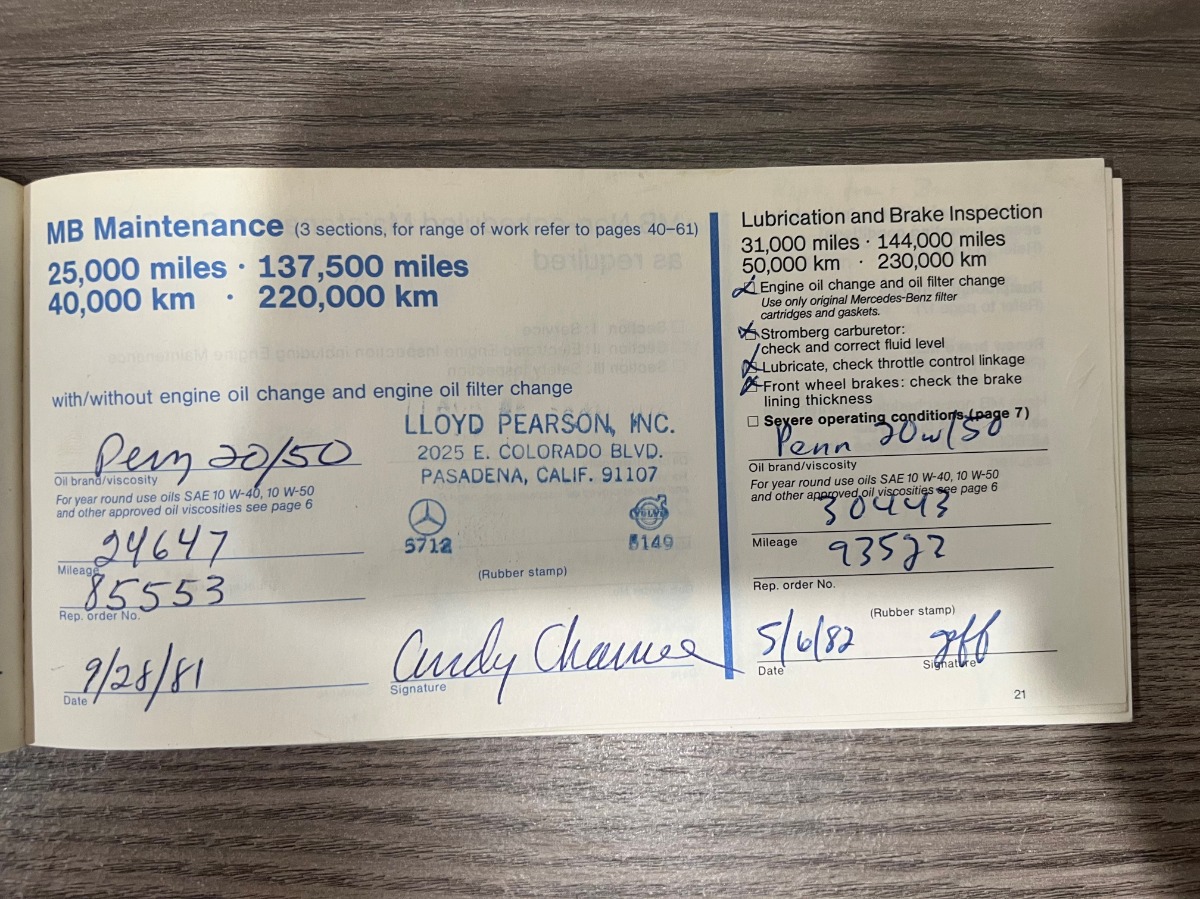 MB Maintenance (3 sections, for range of work refer to pages 40–61)
25,000 miles · 137,500 miles
40,000 km · 220,000 km
with/without engine oil change and engine oil filter change
20/50
Oil brand/viscosity
For year round use oils SAE 10 W-40, 10 W-50
and other approved oil viscosities see page 6
24647
Mileage
85553
Rep. order No.
9/28/81
Date
LLOYD PEARSON, INC.
2025 E. COLORADO BLVD.
PASADENA, CALIF. 91107
VOLVO
5712 5149
(Rubber stamp)
Signature
Lubrication and Brake Inspection
31,000 miles · 144,000 miles
50,000 km · 230,000 km
Engine oil change and oil filter change
Use only original Mercedes-Benz filter
cartridges and gaskets.
Stromberg carburetor:
check and correct fluid level
Lubricate, check throttle control linkage
Front wheel brakes: check the brake
lining thickness
Severe operating conditions (page 7)
Penn 20w/50
Oil brand/viscosity
For year round use oils SAE 10 W-40, 10 W-50
and other approved oil viscosities see page 6
30443
Mileage
93522
Rep. order No.
(Rubber stamp)
5/6/82
Date
Jeff
Signature
21